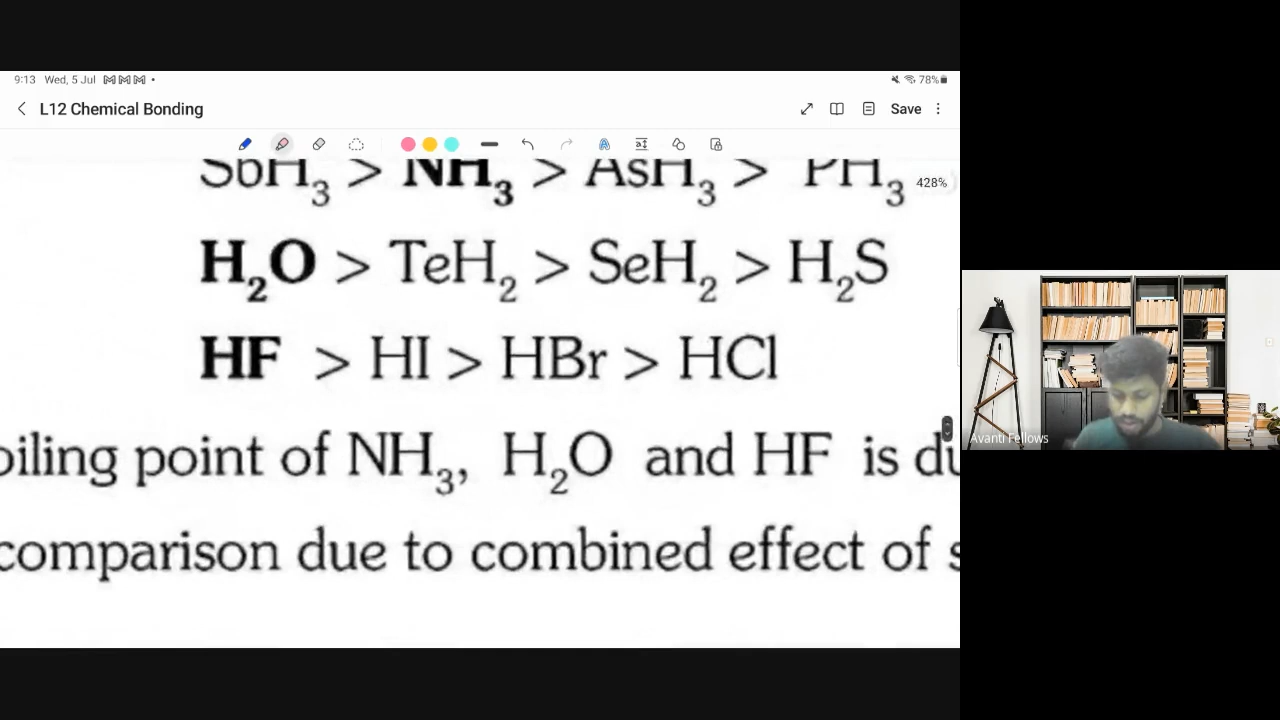 9:13 Wed, 5 Jul
78%
L12 Chemical Bonding
Save
428%
SbH₃ > NH₃ > AsH₃ > PH₃
H₂O > TeH₂ > SeH₂ > H₂S
HF > HI > HBr > HCl
oiling point of NH₃, H₂O and HF is du
comparison due to combined effect of s
Avanti Fellows